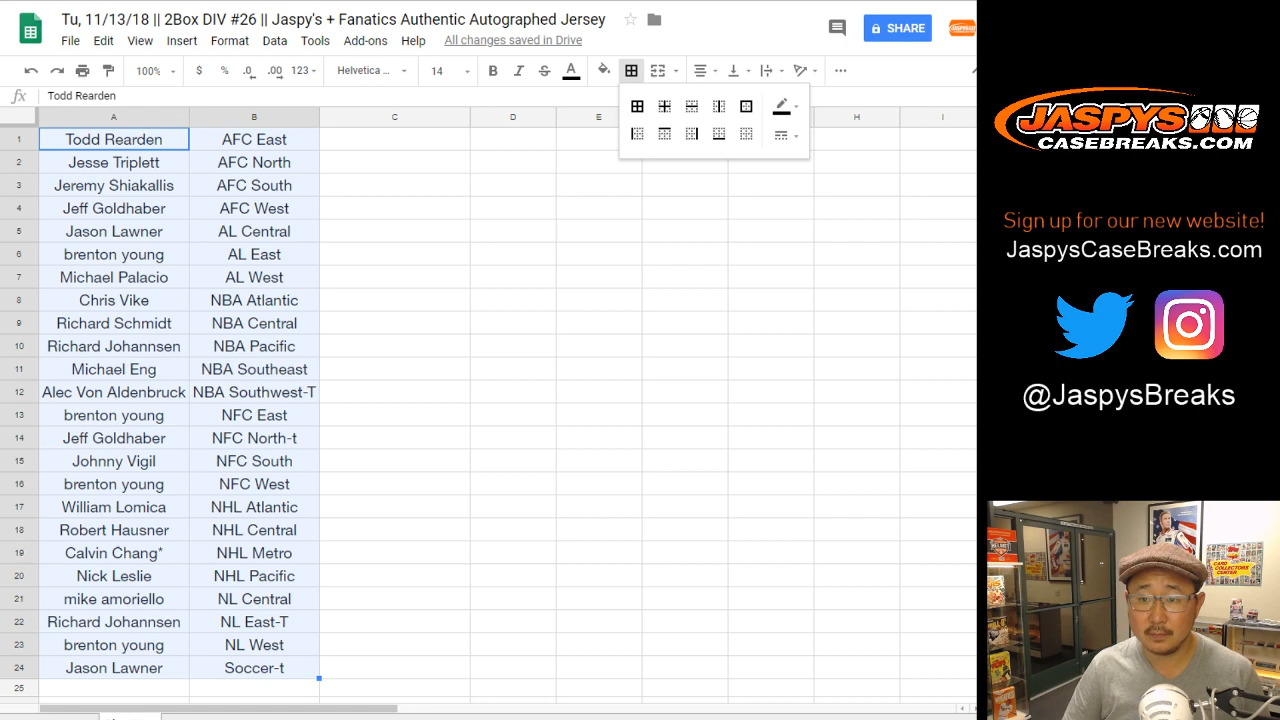 Tu, 11/13/18 || 2Box DIV #26 || Jaspy's + Fanatics Authentic Autographed Jersey
SHARE
File Edit View Insert Format Data Tools Add-ons Help All changes saved in Drive
100% $ % .0 .00 123 Helvetica ... 14 B I S A
fx Todd Rearden
A B C D E H I
Todd Rearden AFC East
2 Jesse Triplett AFC North
3 Jeremy Shiakallis AFC South
4 Jeff Goldhaber AFC West
5 Jason Lawner AL Central
6 brenton young AL East
7 Michael Palacio AL West
8 Chris Vike NBA Atlantic
9 Richard Schmidt NBA Central
10 Richard Johannsen NBA Pacific
11 Michael Eng NBA Southeast
12 Alec Von Aldenbruck NBA Southwest-T
13 brenton young NFC East
14 Jeff Goldhaber NFC North-t
15 Johnny Vigil NFC South
16 brenton young NFC West
17 William Lomica NHL Atlantic
18 Robert Hausner NHL Central
19 Calvin Chang* NHL Metro
20 Nick Leslie NHL Pacific
21 mike amoriello NL Central
22 Richard Johannsen NL East-T
23 brenton young NL West
24 Jason Lawner Soccer-t
25
JASPYS
CASEBREAKS.COM
Sign up for our new website!
JaspysCaseBreaks.com
@JaspysBreaks